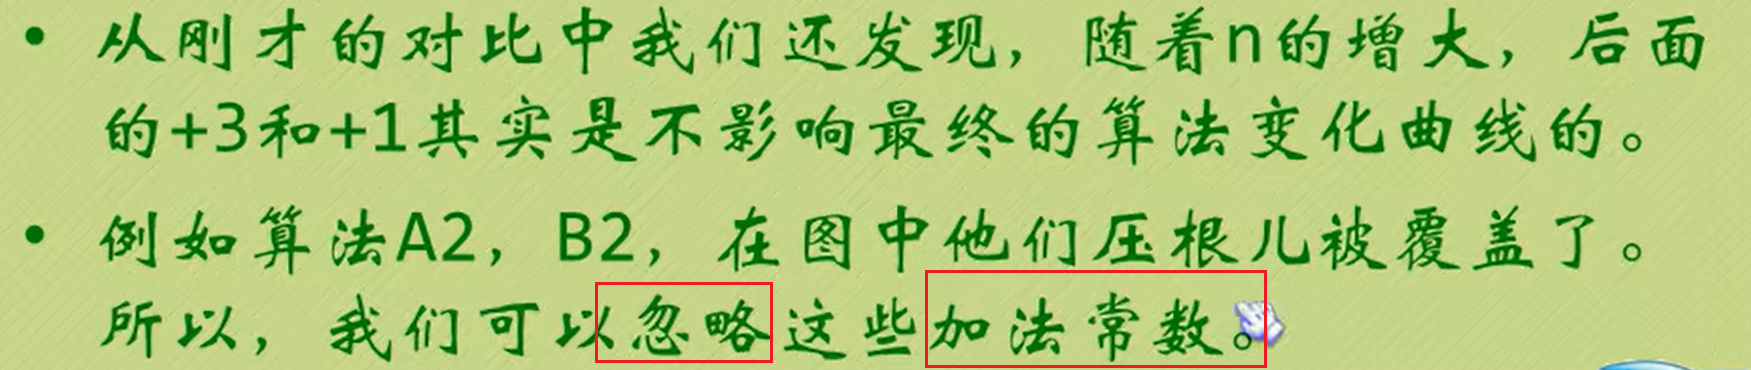 • 从刚才的对比中我们还发现，随着n的增大，后面
的+3和+1其实是不影响最终的算法变化曲线的。
• 例如算法A2，B2，在图中他们压根儿被覆盖了。
所以，我们可以忽略这些加法常数。